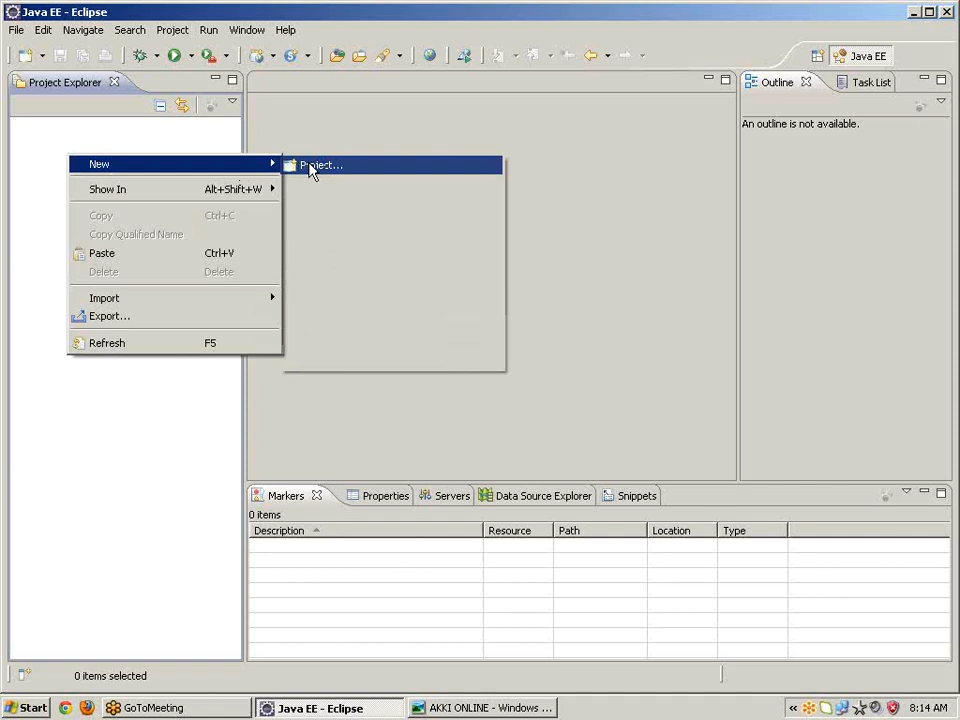 Java EE - Eclipse
File Edit Navigate Search Project Run Window Help
Java EE
Project Explorer
Outline Task List
An outline is not available.
New
Project...
Show In Alt+Shift+W
Copy Ctrl+C
Copy Qualified Name
Paste Ctrl+V
Delete Delete
Import
Export...
Refresh F5
Markers Properties Servers Data Source Explorer Snippets
0 items
Description Resource Path Location Type
0 items selected
Start GoToMeeting Java EE - Eclipse AKKI ONLINE - Windows ... 8:14 AM